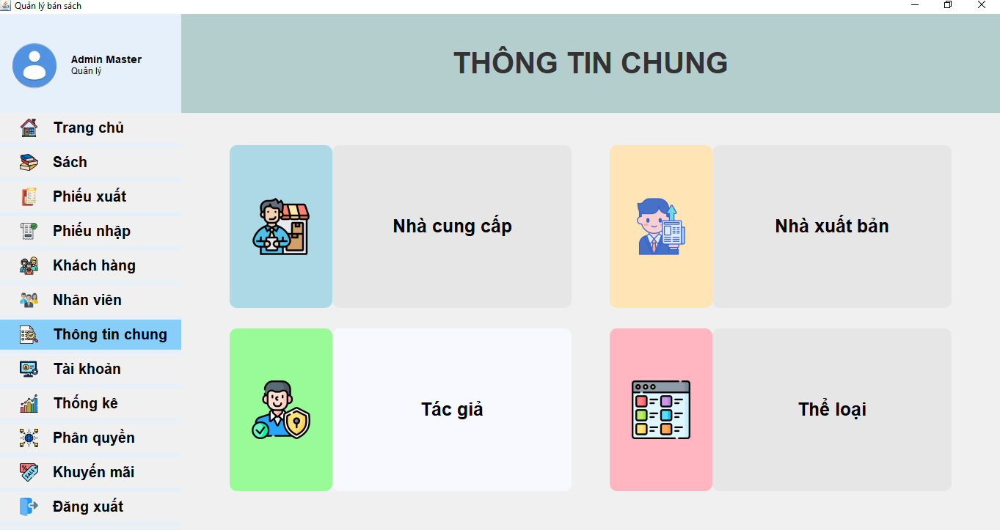 Quản lý bán sách
Admin Master
Quản lý
THÔNG TIN CHUNG
Trang chủ
Sách
Phiếu xuất
Phiếu nhập
Khách hàng
Nhân viên
Thông tin chung
Tài khoản
Thống kê
Phân quyền
Khuyến mãi
Đăng xuất
Nhà cung cấp
Nhà xuất bản
Tác giả
Thể loại